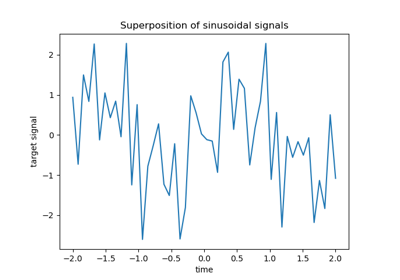 Superposition of sinusoidal signals
target signal
2
1
0
−1
−2
−2.0 −1.5 −1.0 −0.5 0.0 0.5 1.0 1.5 2.0
time